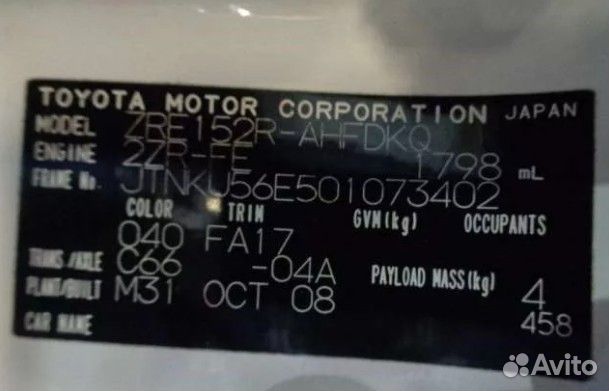 TOYOTA MOTOR CORPORATION JAPAN
MODEL ZRE152R-AHFDKQ
ENGINE 2ZR-FE 1798 mL
FRAME No. JTNKU56E501073402
COLOR TRIM GVM(kg) OCCUPANTS
040 FA17
TRANS/AXLE C66 -04A PAYLOAD MASS(kg) 4
PLANT/BUILT M31 OCT 08 458
CAR NAME
Avito